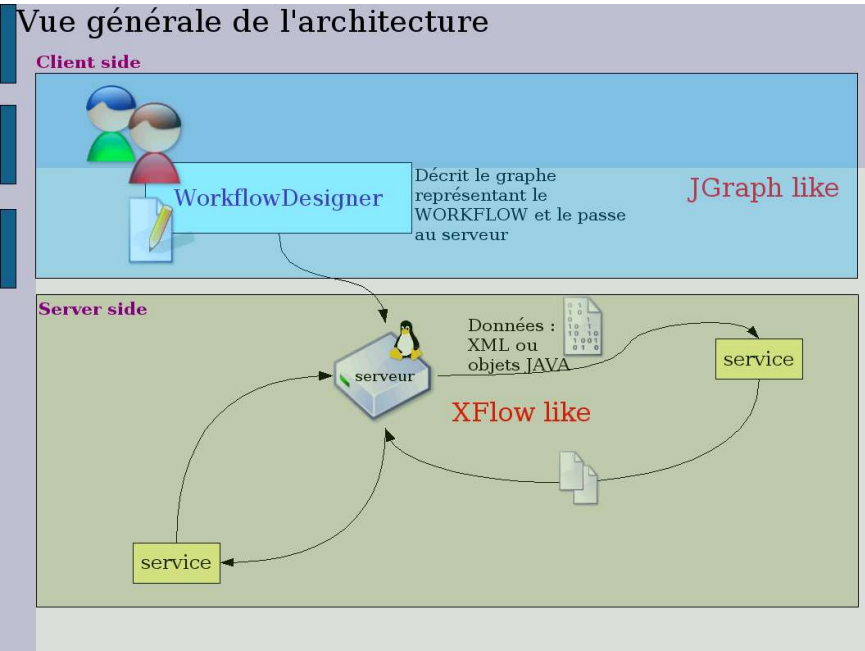 Vue générale de l'architecture
Client side
WorkflowDesigner
Décrit le graphe
représentant le
WORKFLOW et le passe
au serveur
JGraph like
Server side
Données :
XML ou
objets JAVA
serveur
service
XFlow like
service